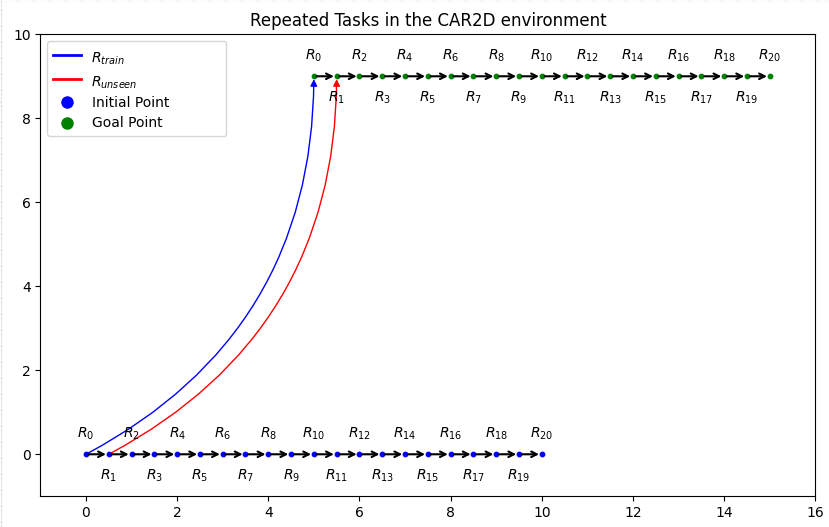 Repeated Tasks in the CAR2D environment
10
8
6
4
2
0
R_train
R_unseen
Initial Point
Goal Point
R_0 R_2 R_4 R_6 R_8 R_10 R_12 R_14 R_16 R_18 R_20
R_1 R_3 R_5 R_7 R_9 R_11 R_13 R_15 R_17 R_19
R_0 R_2 R_4 R_6 R_8 R_10 R_12 R_14 R_16 R_18 R_20
R_1 R_3 R_5 R_7 R_9 R_11 R_13 R_15 R_17 R_19
0 2 4 6 8 10 12 14 16